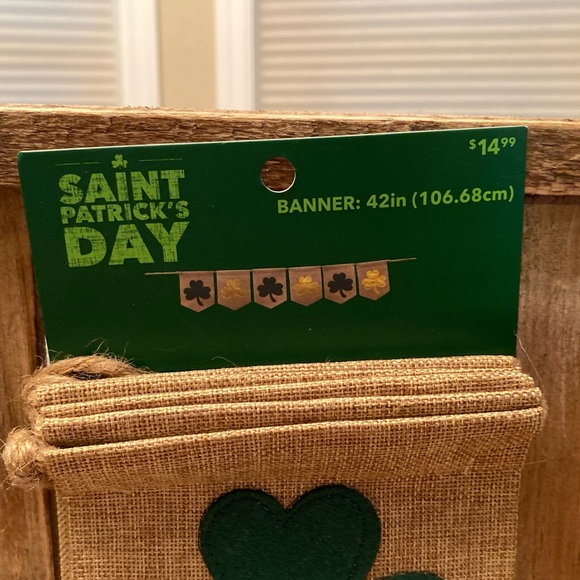 $14.99
SAINT
PATRICK'S
DAY
BANNER: 42in (106.68cm)